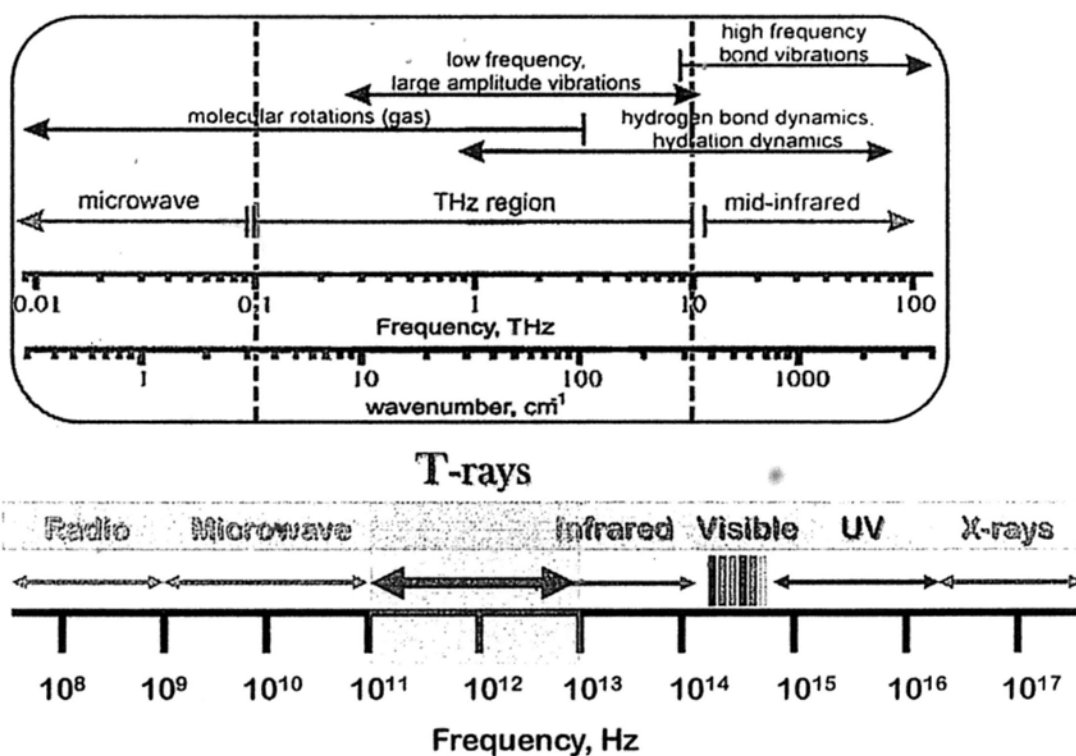 high frequency
bond vibrations
low frequency,
large amplitude vibrations
molecular rotations (gas)
hydrogen bond dynamics,
hydration dynamics
microwave THz region mid-infrared
0.01 0.1 1 10 100
Frequency, THz
1 10 100 1000
wavenumber, cm¹
T-rays
Radio Microwave Infrared Visible UV X-rays
10⁸ 10⁹ 10¹⁰ 10¹¹ 10¹² 10¹³ 10¹⁴ 10¹⁵ 10¹⁶ 10¹⁷
Frequency, Hz